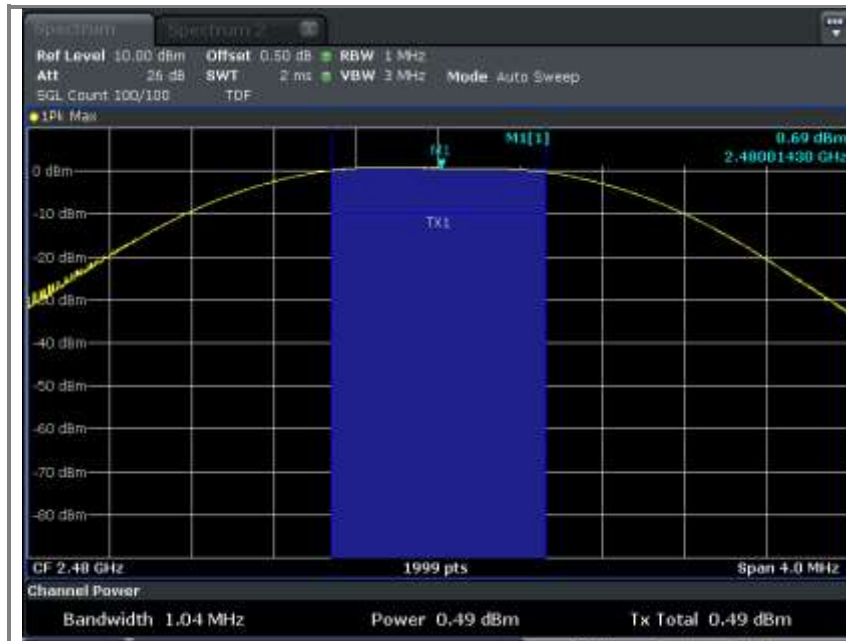 Spectrum Spectrum 2
Ref Level 10.00 dBm Offset 0.50 dB RBW 1 MHz
Att 26 dB SWT 2 ms VBW 3 MHz Mode Auto Sweep
SGL Count 100/100 TDF
1Pk Max
M1[1] 0.69 dBm
2.48001430 GHz
M1
0 dBm
-10 dBm
TX1
-20 dBm
-30 dBm
-40 dBm
-50 dBm
-60 dBm
-70 dBm
-80 dBm
CF 2.48 GHz 1999 pts Span 4.0 MHz
Channel Power
Bandwidth 1.04 MHz Power 0.49 dBm Tx Total 0.49 dBm